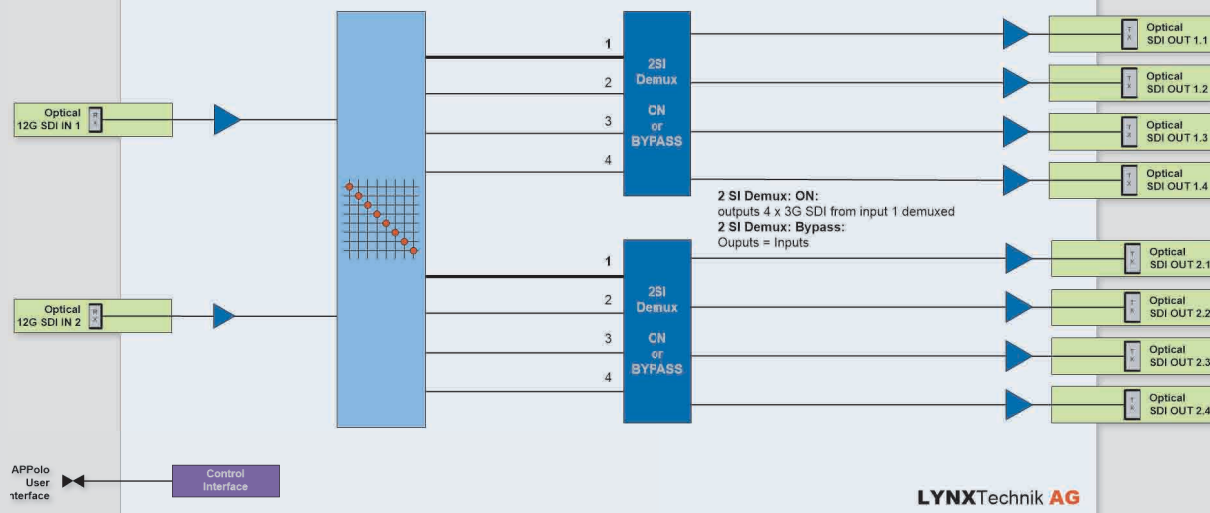 Optical
12G SDI IN 1
R
X
1
2
3
4
2SI
Demux
ON
or
BYPASS
T
X
Optical
SDI OUT 1.1
T
X
Optical
SDI OUT 1.2
T
X
Optical
SDI OUT 1.3
T
X
Optical
SDI OUT 1.4
2 SI Demux: ON:
outputs 4 x 3G SDI from input 1 demuxed
2 SI Demux: Bypass:
Ouputs = Inputs
Optical
12G SDI IN 2
R
X
1
2
3
4
2SI
Demux
ON
or
BYPASS
T
X
Optical
SDI OUT 2.1
T
X
Optical
SDI OUT 2.2
T
X
Optical
SDI OUT 2.3
T
X
Optical
SDI OUT 2.4
APPolo
User
nterface
Control
Interface
LYNXTechnik AG